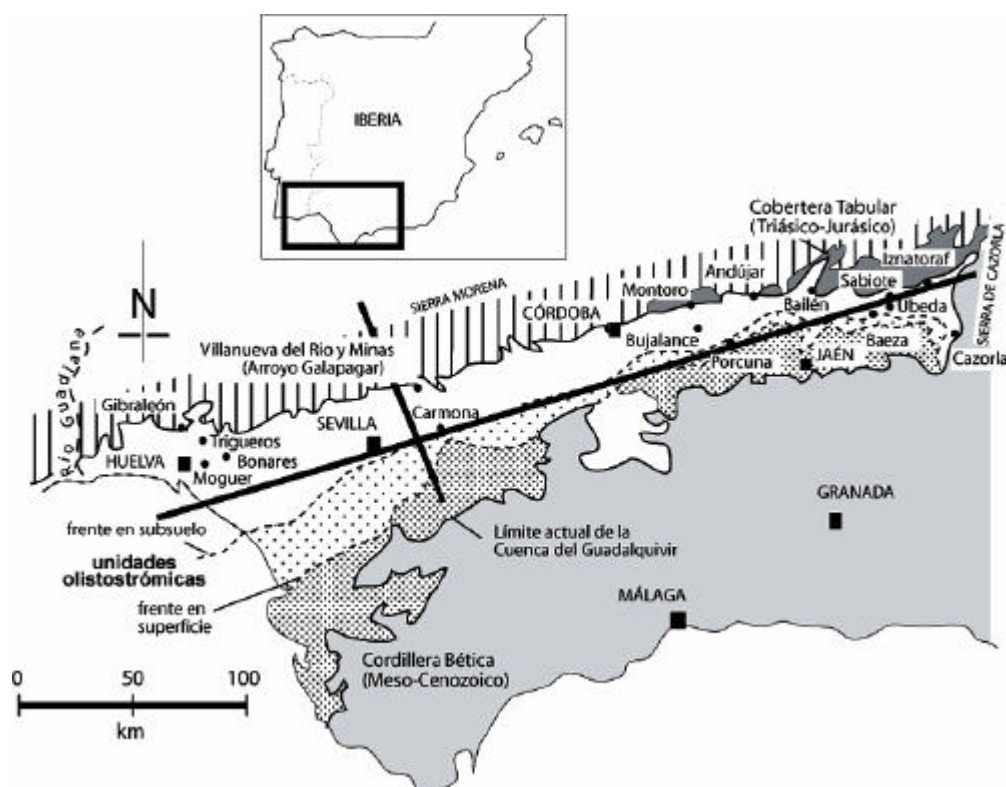 IBERIA
Cobertera Tabular
(Triásico-Jurásico)
Iznatoraf
SIERRA DE CAZORLA
Andújar
Sabiote
SIERRA MORENA
Montoro
Bailén
Úbeda
N
CÓRDOBA
Villanueva del Rio y Minas
(Arroyo Galapagar)
Bujalance
Baeza
Porcuna
JAÉN
Cazorla
Río Guadiana
Gibraleón
Carmona
SEVILLA
Trigueros
HUELVA
Bonares
Moguer
GRANADA
frente en subsuelo
Límite actual de la
Cuenca del Guadalquivir
unidades
olistostrómicas
MÁLAGA
frente en
superficie
Cordillera Bética
(Meso-Cenozoico)
0 50 100
km